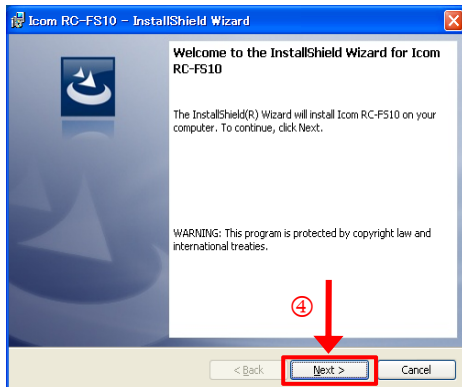 Icom RC-FS10 - InstallShield Wizard
Welcome to the InstallShield Wizard for Icom
RC-FS10
The InstallShield(R) Wizard will install Icom RC-FS10 on your
computer. To continue, click Next.
WARNING: This program is protected by copyright law and
international treaties.
④
< Back Next > Cancel